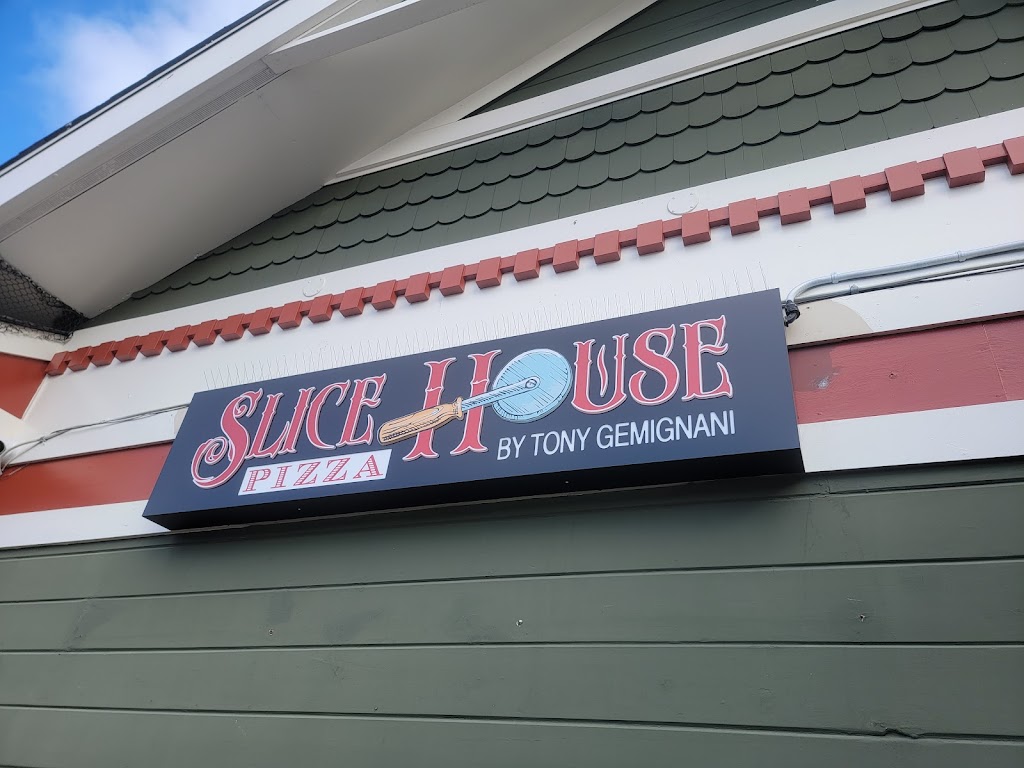 SLICE HOUSE
PIZZA
BY TONY GEMIGNANI